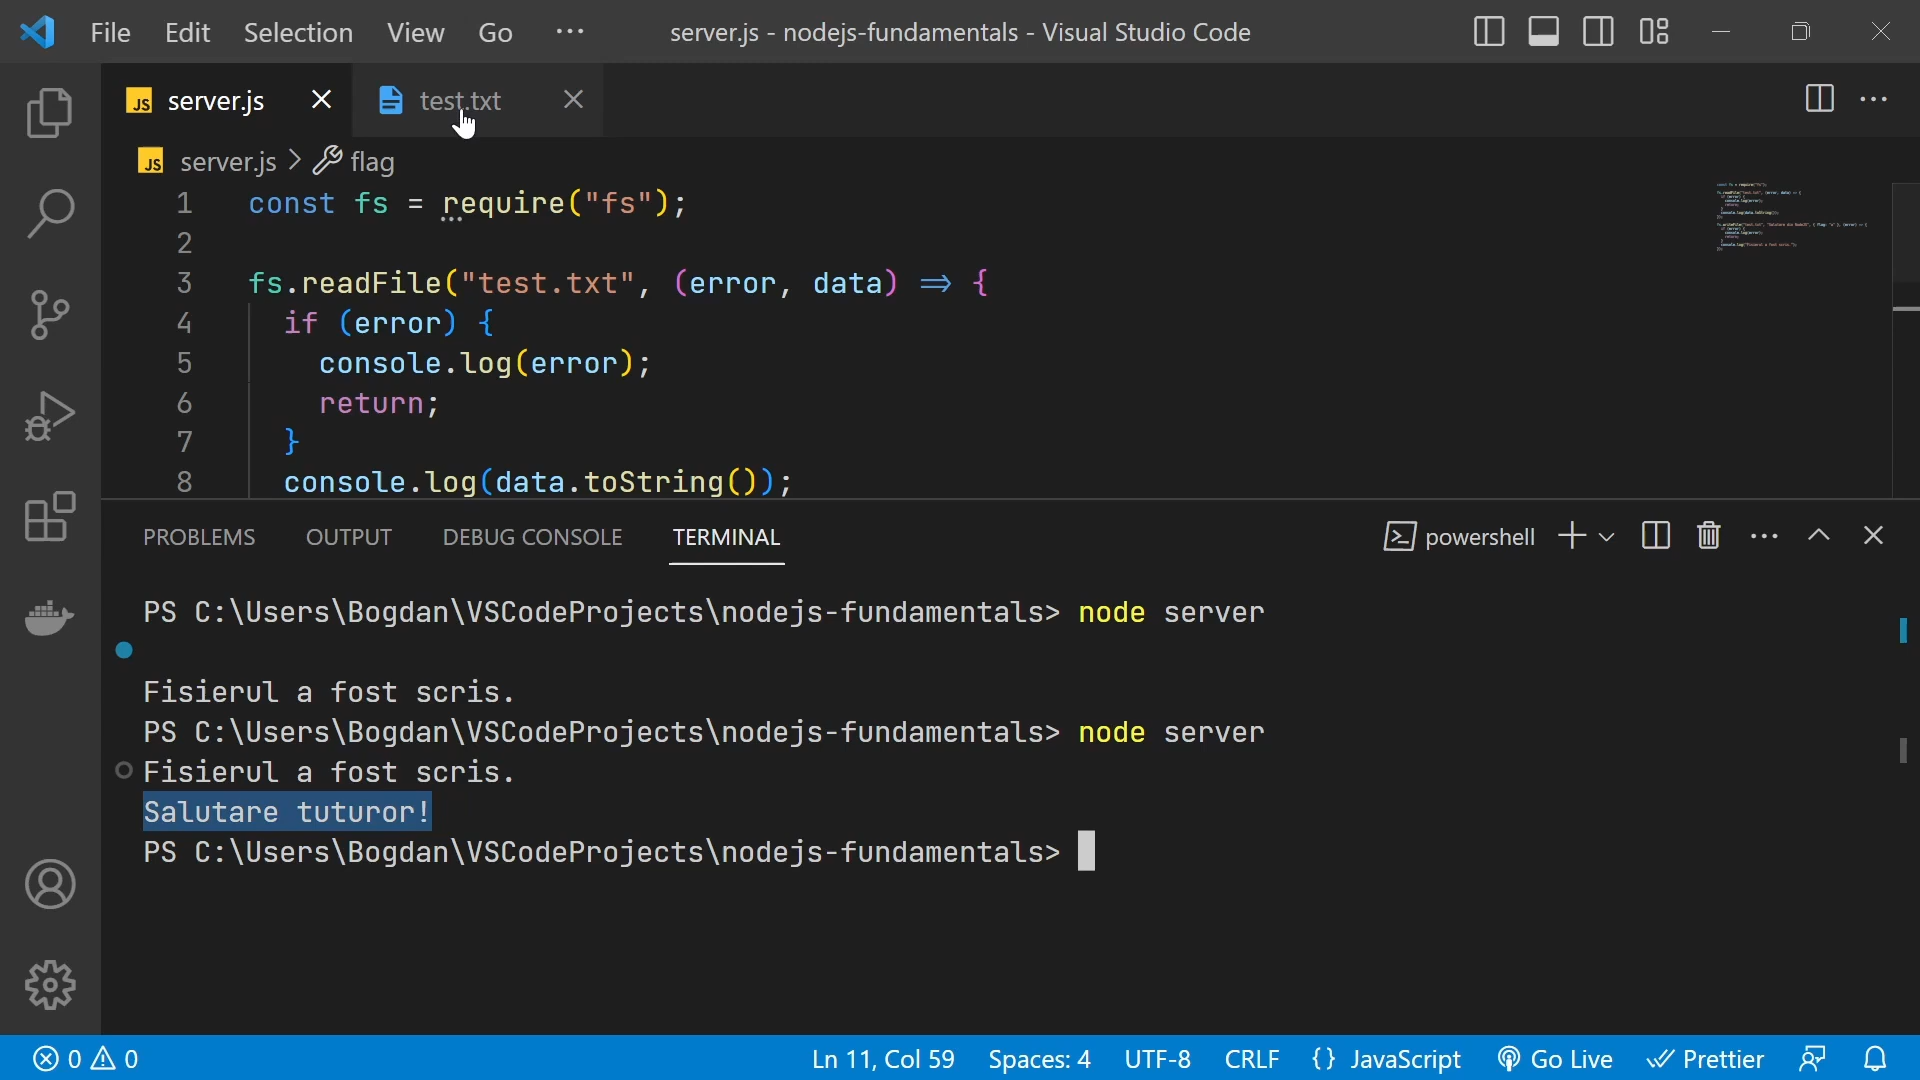 File Edit Selection View Go ··· server.js - nodejs-fundamentals - Visual Studio Code
JS server.js test.txt
JS server.js > flag
1 const fs = require("fs");
2
3 fs.readFile("test.txt", (error, data) => {
4 if (error) {
5 console.log(error);
6 return;
7 }
8 console.log(data.toString());
PROBLEMS OUTPUT DEBUG CONSOLE TERMINAL powershell
PS C:\Users\Bogdan\VSCodeProjects\nodejs-fundamentals> node server
Fisierul a fost scris.
PS C:\Users\Bogdan\VSCodeProjects\nodejs-fundamentals> node server
Fisierul a fost scris.
Salutare tuturor!
PS C:\Users\Bogdan\VSCodeProjects\nodejs-fundamentals>
0 0 Ln 11, Col 59 Spaces: 4 UTF-8 CRLF {} JavaScript Go Live Prettier